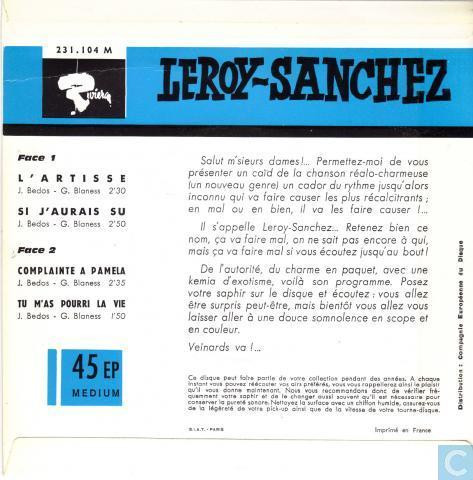 231.104 M
Riviera
LEROY-SANCHEZ
Face 1
L'ARTISSE
J. Bedos - G. Blaness 2'30
SI J'AURAIS SU
J. Bedos - G. Blaness 2'50
Face 2
COMPLAINTE A PAMELA
J. Bedos - G. Blaness 2'35
TU M'AS POURRI LA VIE
J. Bedos - G. Blaness 1'50
45 EP
MEDIUM
Salut m'sieurs dames!... Permettez-moi de vous
présenter un caïd de la chanson réalo-charmeuse
(un nouveau genre) un cador du rythme jusqu'alors
inconnu qui va faire causer les plus récalcitrants ;
en mal ou en bien, il va les faire causer !...
Il s'appelle Leroy-Sanchez... Retenez bien ce
nom, ça va faire mal, on ne sait pas encore à qui,
mais ça va faire mal si vous écoutez jusqu'au bout !
De l'autorité, du charme en paquet, avec une
kemia d'exotisme, voilà son programme. Posez
votre saphir sur le disque et écoutez : vous allez
être surpris peut-être, mais bientôt vous allez vous
laisser aller à une douce somnolence en scope et
en couleur.
Veinards va !...
Ce disque peut faire partie de votre collection pendant des années. A chaque
instant vous pouvez réécouter vos airs préférés, vous vous rappellerez ainsi le plaisir
qu'il vous donne maintenant. Nous vous recommandons donc de vérifier fré-
quemment votre saphir et de le changer aussi souvent qu'il est nécessaire pour
conserver la pureté sonore. Nettoyez la surface avec un chiffon humide, assurez-vous
de la légèreté de votre pick-up ainsi que de la vitesse de votre tourne-disque.
S.I.A.T. - PARIS
Imprimé en France
Distribution : Compagnie Européenne du Disque
C